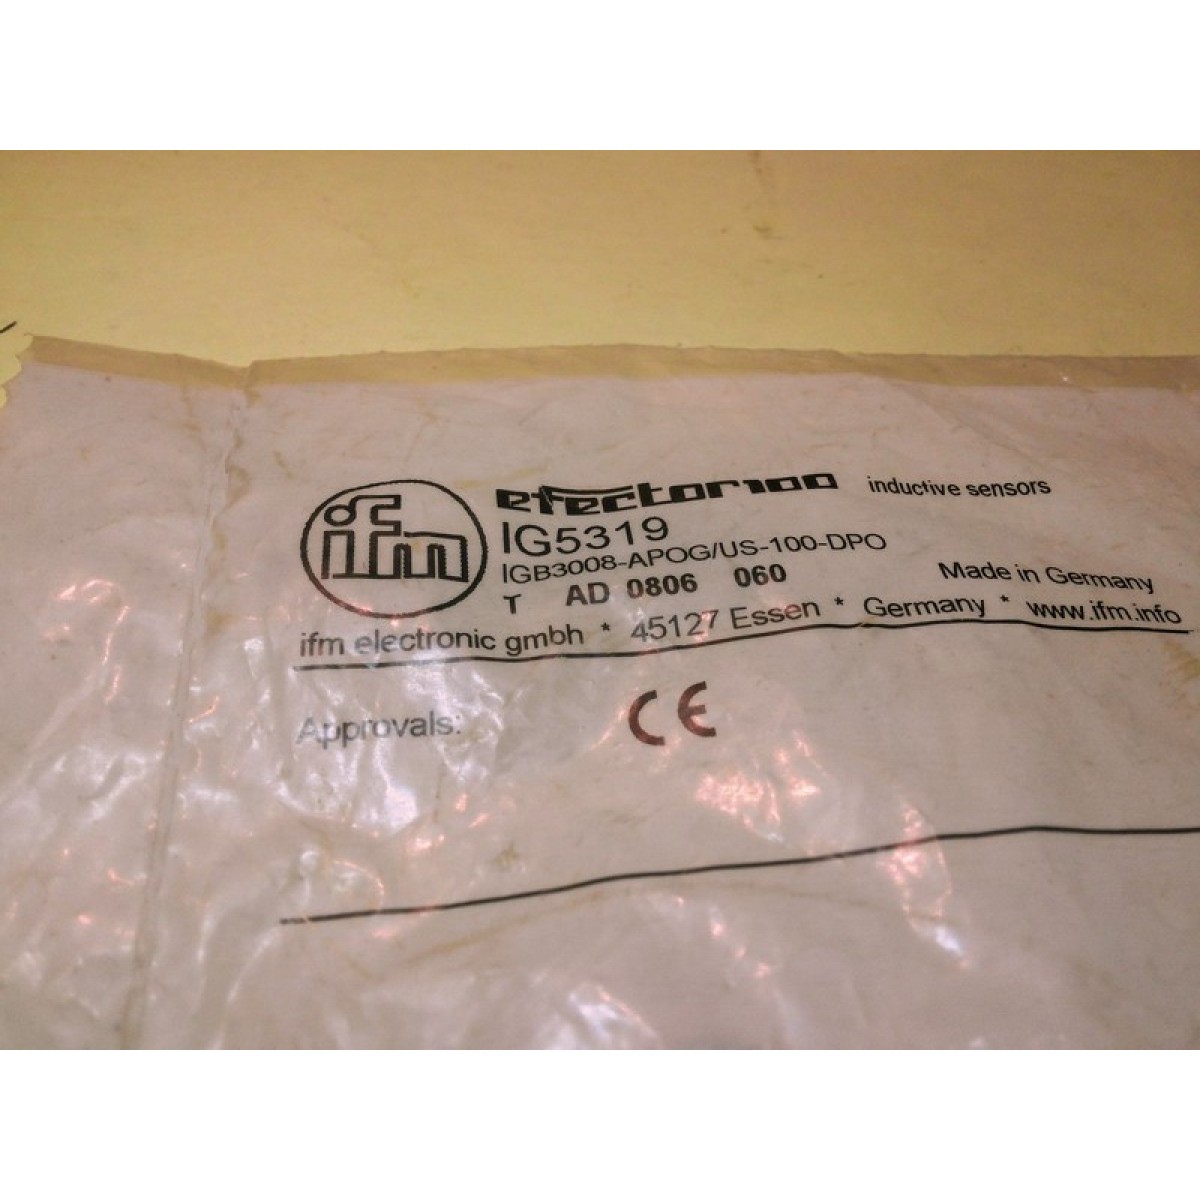 ifm efector100 inductive sensors
IG5319
IGB3008-APOG/US-100-DPO
T AD 0806 060 Made in Germany
ifm electronic gmbh * 45127 Essen * Germany * www.ifm.info
Approvals: CE